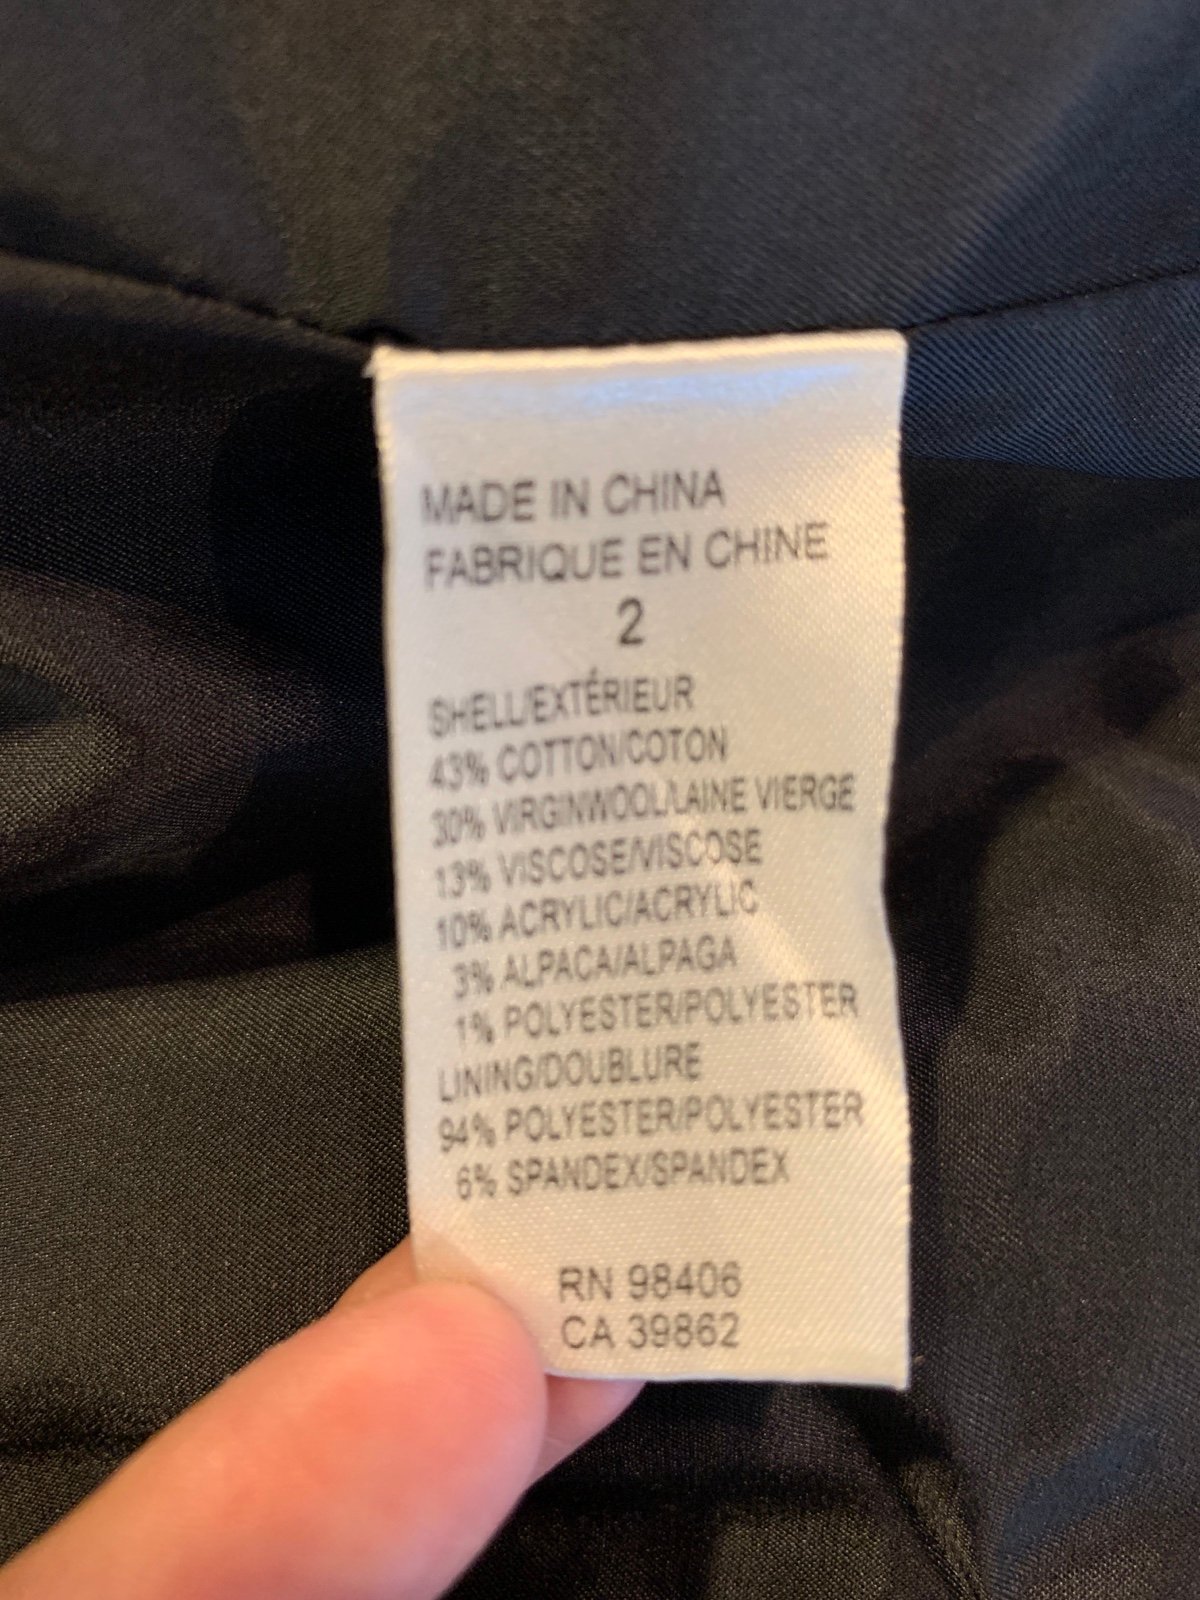 MADE IN CHINA
FABRIQUE EN CHINE
2
SHELL/EXTÉRIEUR
43% COTTON/COTON
30% VIRGINWOOL/LAINE VIERGE
13% VISCOSE/VISCOSE
10% ACRYLIC/ACRYLIC
3% ALPACA/ALPAGA
1% POLYESTER/POLYESTER
LINING/DOUBLURE
94% POLYESTER/POLYESTER
6% SPANDEX/SPANDEX
RN 98406
CA 39862